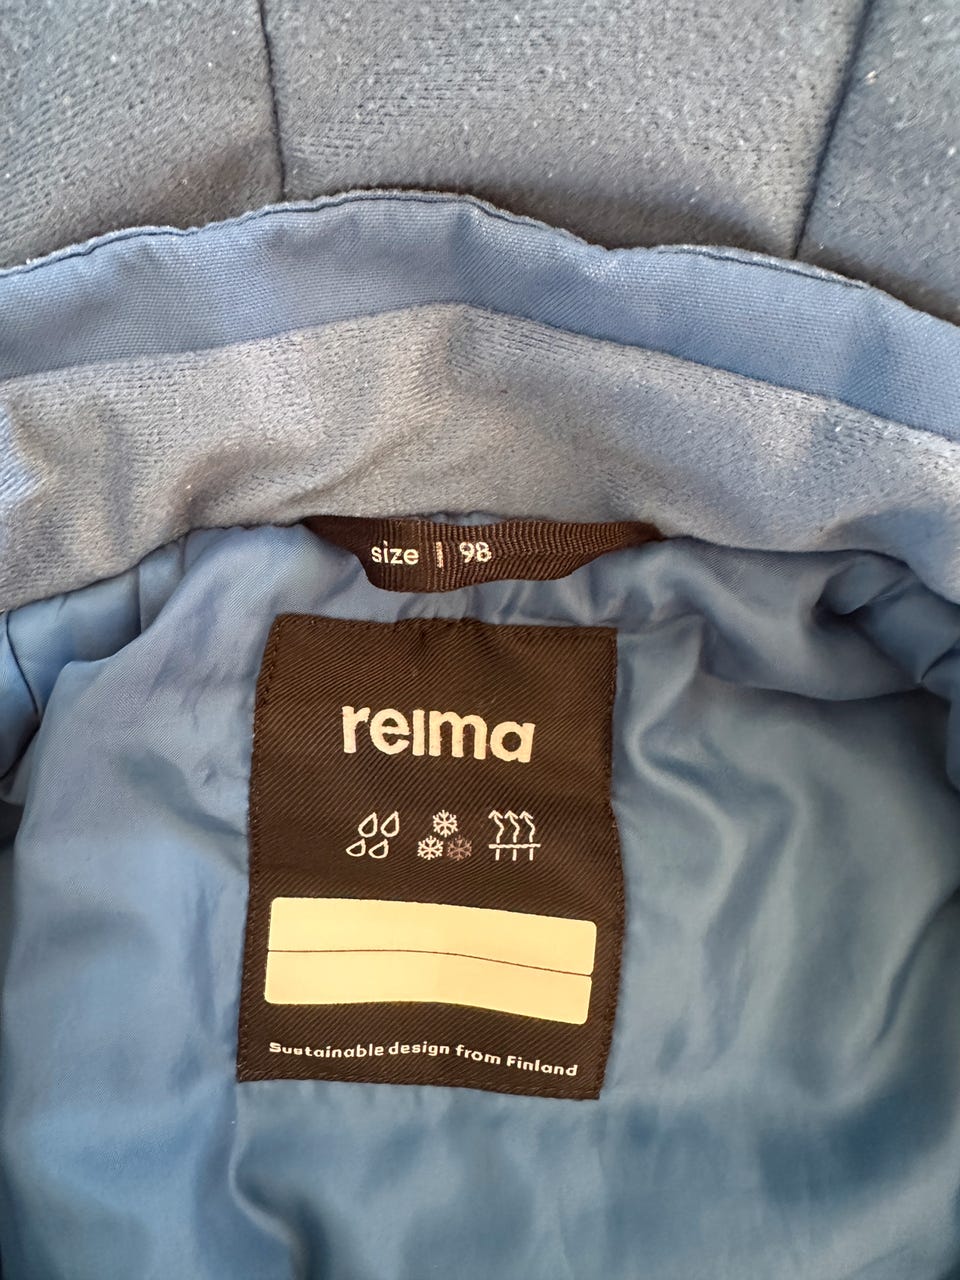 size | 98
reima
Sustainable design from Finland